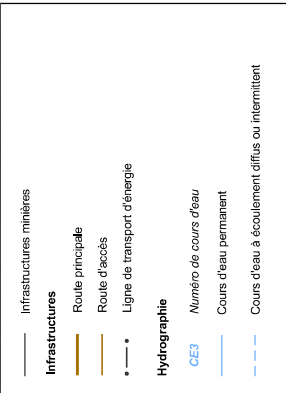 Infrastructures minières
Infrastructures
Route principale
Route d'accès
Ligne de transport d'énergie
Hydrographie
CE3 Numéro de cours d'eau
Cours d'eau permanent
Cours d'eau à écoulement diffus ou intermittent